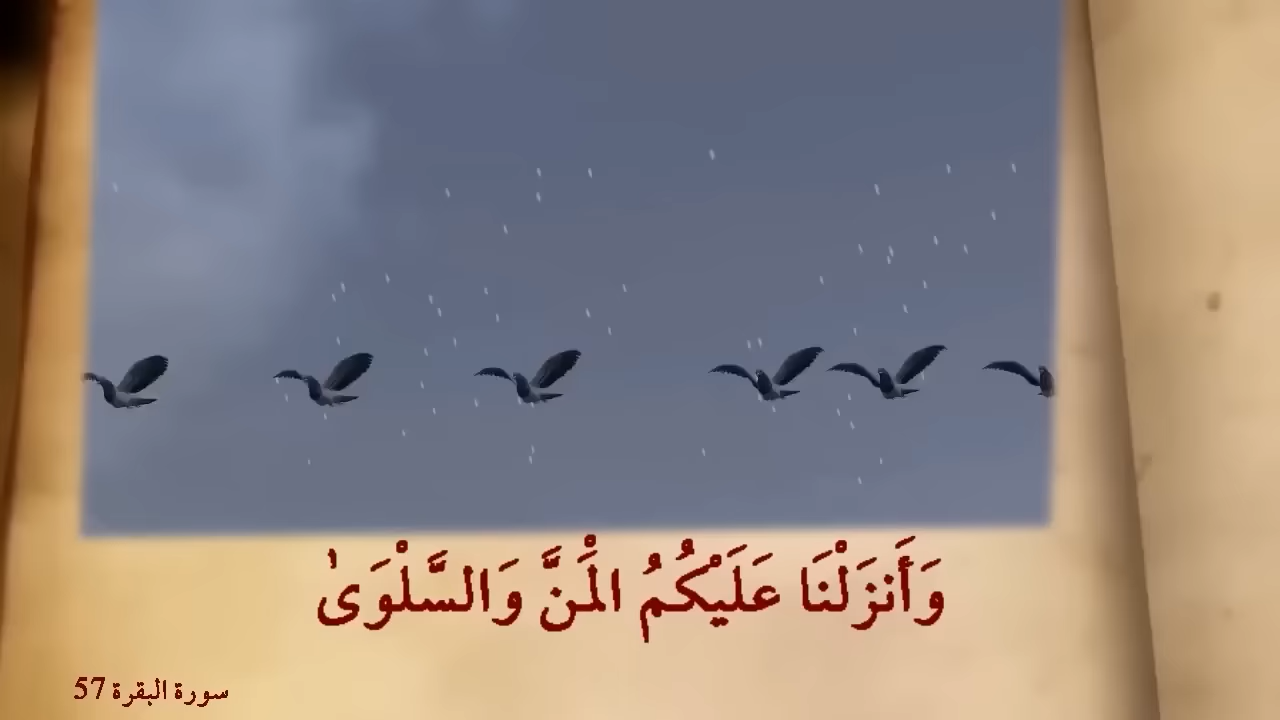 وَأَنزَلْنَا عَلَيْكُمُ الْمَنَّ وَالسَّلْوَىٰ
سورة البقرة 57